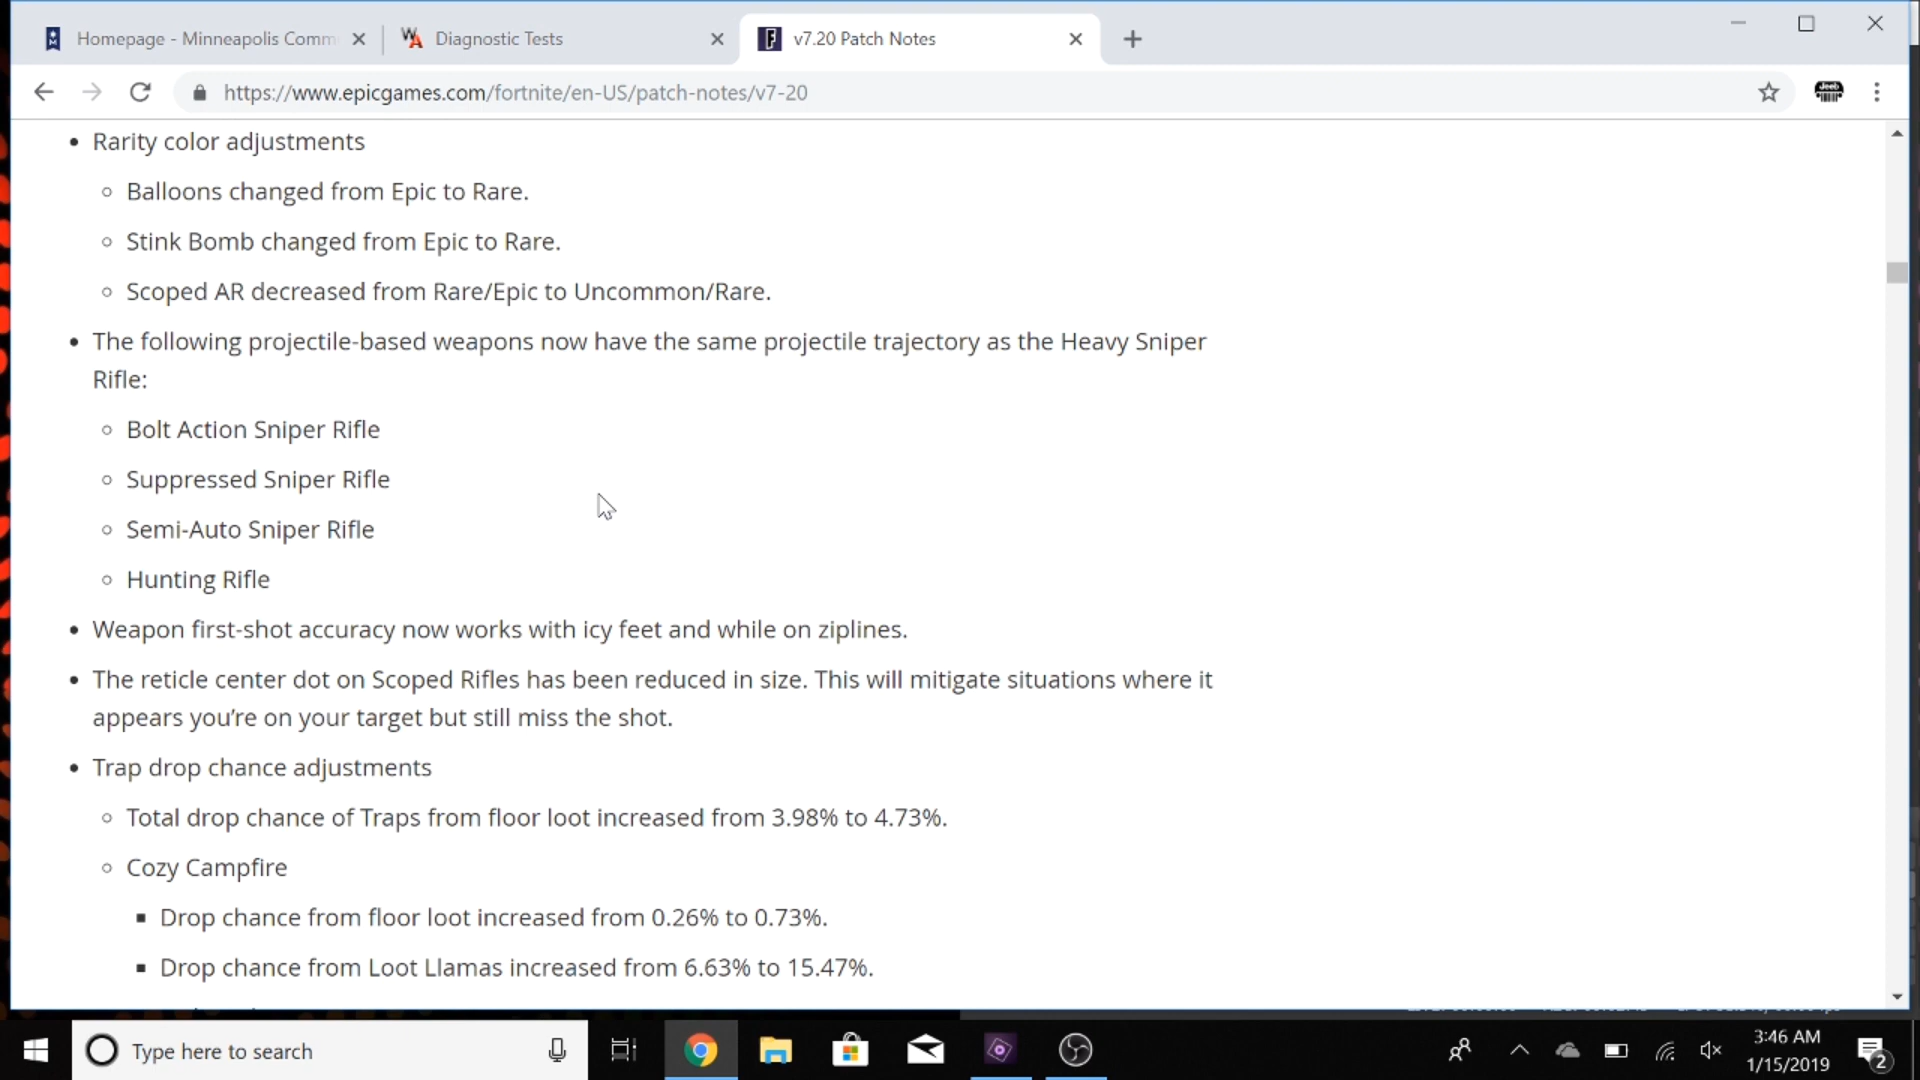 Homepage - Minneapolis Comm
Diagnostic Tests
v7.20 Patch Notes
https://www.epicgames.com/fortnite/en-US/patch-notes/v7-20
Jeep
Rarity color adjustments
Balloons changed from Epic to Rare.
Stink Bomb changed from Epic to Rare.
Scoped AR decreased from Rare/Epic to Uncommon/Rare.
The following projectile-based weapons now have the same projectile trajectory as the Heavy Sniper
Rifle:
Bolt Action Sniper Rifle
Suppressed Sniper Rifle
Semi-Auto Sniper Rifle
Hunting Rifle
Weapon first-shot accuracy now works with icy feet and while on ziplines.
The reticle center dot on Scoped Rifles has been reduced in size. This will mitigate situations where it
appears you’re on your target but still miss the shot.
Trap drop chance adjustments
Total drop chance of Traps from floor loot increased from 3.98% to 4.73%.
Cozy Campfire
Drop chance from floor loot increased from 0.26% to 0.73%.
Drop chance from Loot Llamas increased from 6.63% to 15.47%.
Type here to search
3:46 AM
1/15/2019
2